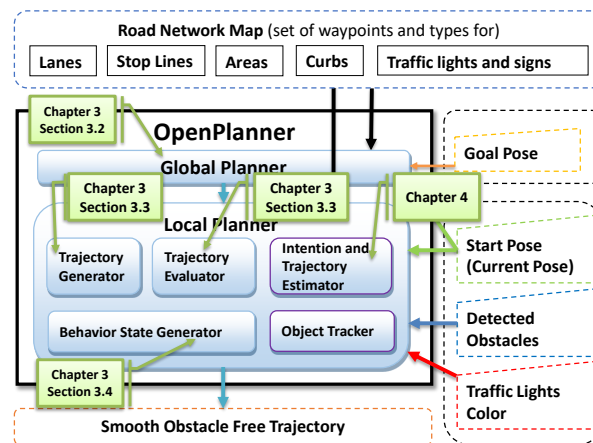 Road Network Map (set of waypoints and types for)
Lanes
Stop Lines
Areas
Curbs
Traffic lights and signs
Chapter 3
Section 3.2
OpenPlanner
Global Planner
Goal Pose
Chapter 3
Section 3.3
Chapter 3
Section 3.3
Chapter 4
Local Planner
Trajectory
Generator
Trajectory
Evaluator
Intention and
Trajectory
Estimator
Start Pose
(Current Pose)
Behavior State Generator
Object Tracker
Detected
Obstacles
Chapter 3
Section 3.4
Traffic Lights
Color
Smooth Obstacle Free Trajectory